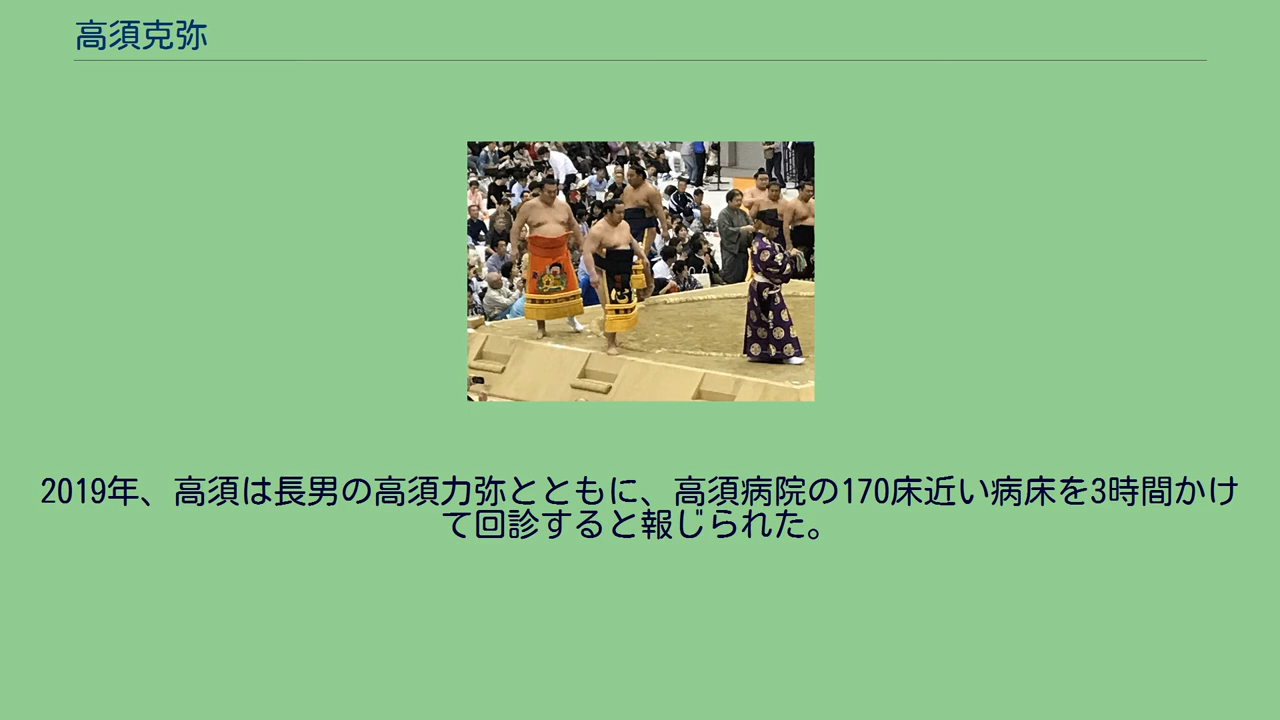 高須克弥
2019年、高須は長男の高須力弥とともに、高須病院の170床近い病床を3時間かけ
て回診すると報じられた。